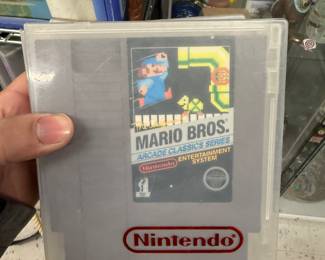 MARIO BROS.
ARCADE CLASSICS SERIES
Nintendo ENTERTAINMENT
SYSTEM
Nintendo®